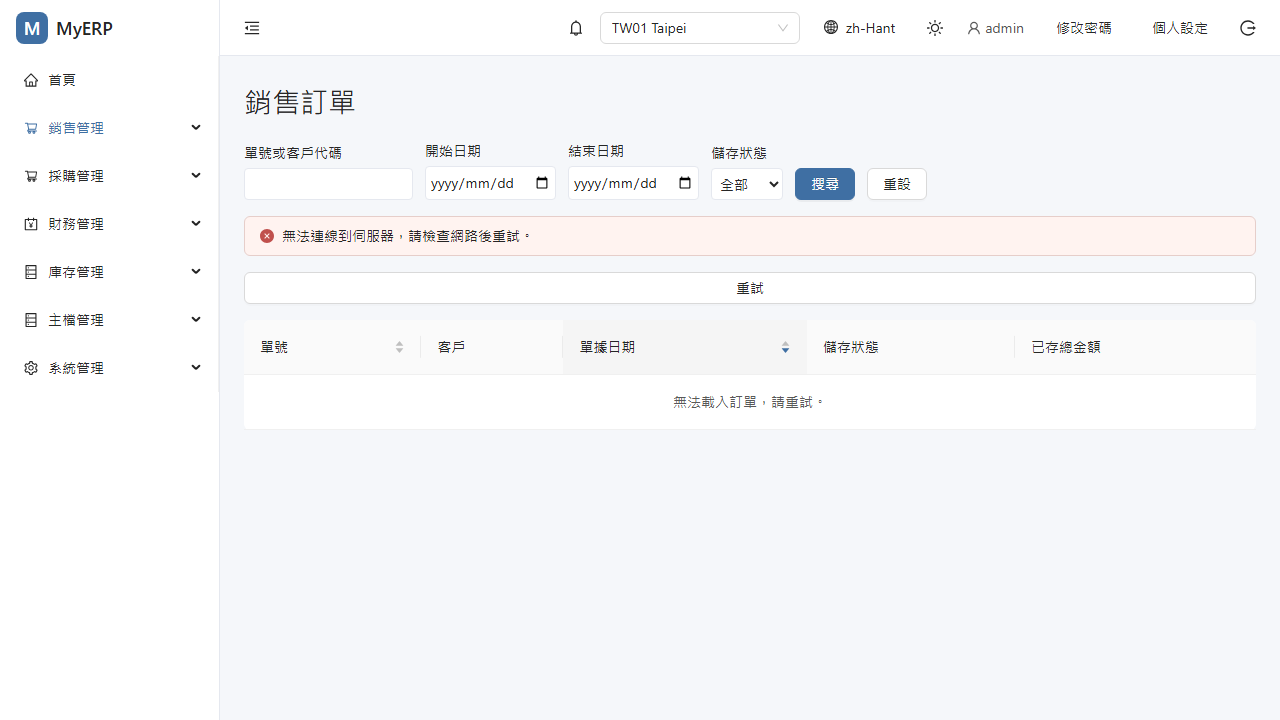 M MyERP
TW01 Taipei
zh-Hant
admin
修改密碼
個人設定
首頁
銷售管理
採購管理
財務管理
庫存管理
主檔管理
系統管理
銷售訂單
單號或客戶代碼
開始日期
yyyy/mm/dd
結束日期
yyyy/mm/dd
儲存狀態
全部
搜尋
重設
無法連線到伺服器，請檢查網路後重試。
重試
單號 客戶 單據日期 儲存狀態 已存總金額
無法載入訂單，請重試。